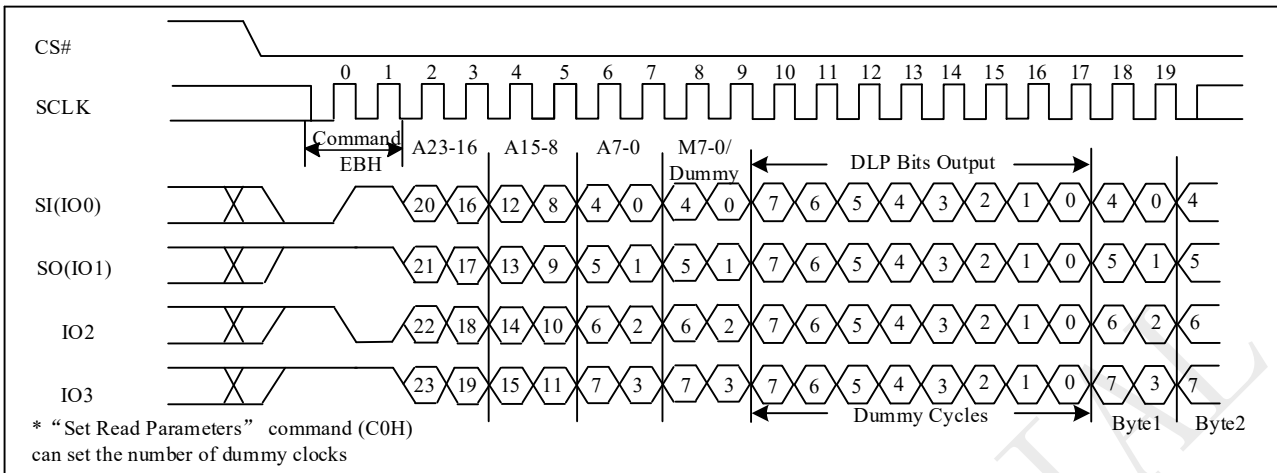 CS#
0 1 2 3 4 5 6 7 8 9 10 11 12 13 14 15 16 17 18 19
SCLK
Command A23-16 A15-8 A7-0 M7-0/ DLP Bits Output
EBH Dummy
SI(IO0) 20 16 12 8 4 0 4 0 7 6 5 4 3 2 1 0 4 0 4
SO(IO1) 21 17 13 9 5 1 5 1 7 6 5 4 3 2 1 0 5 1 5
IO2 22 18 14 10 6 2 6 2 7 6 5 4 3 2 1 0 6 2 6
IO3 23 19 15 11 7 3 7 3 7 6 5 4 3 2 1 0 7 3 7
Dummy Cycles Byte1 Byte2
* “Set Read Parameters” command (C0H)
can set the number of dummy clocks